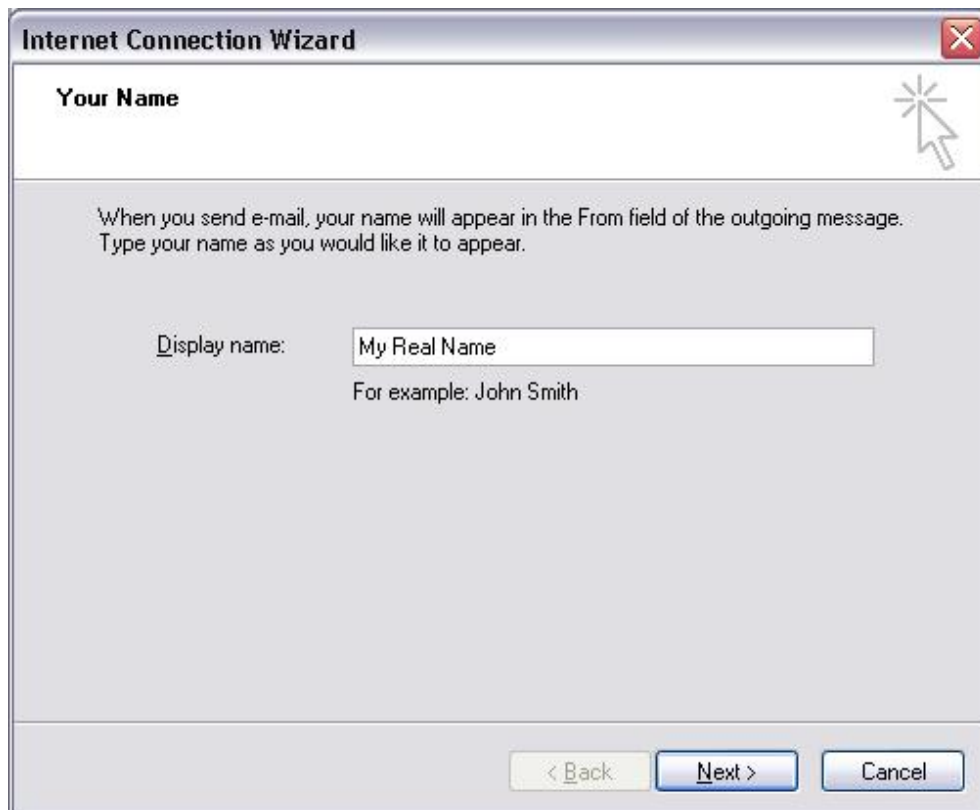 Internet Connection Wizard
Your Name
When you send e-mail, your name will appear in the From field of the outgoing message.
Type your name as you would like it to appear.
Display name: My Real Name
For example: John Smith
< Back Next > Cancel